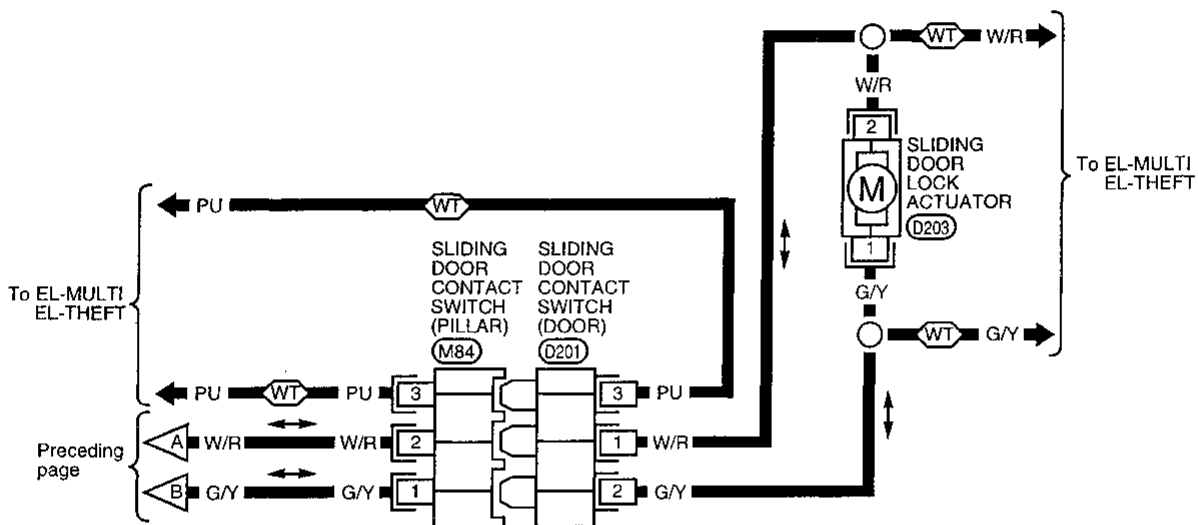 WT W/R
W/R
2
SLIDING
DOOR
LOCK
ACTUATOR
D203
M
1
To EL-MULTI
EL-THEFT
G/Y
WT G/Y
PU WT
To EL-MULTI
EL-THEFT
SLIDING
DOOR
CONTACT
SWITCH
(PILLAR)
M84
SLIDING
DOOR
CONTACT
SWITCH
(DOOR)
D201
PU WT PU 3 3 PU
Preceding
page
A W/R W/R 2 1 W/R
B G/Y G/Y 1 2 G/Y